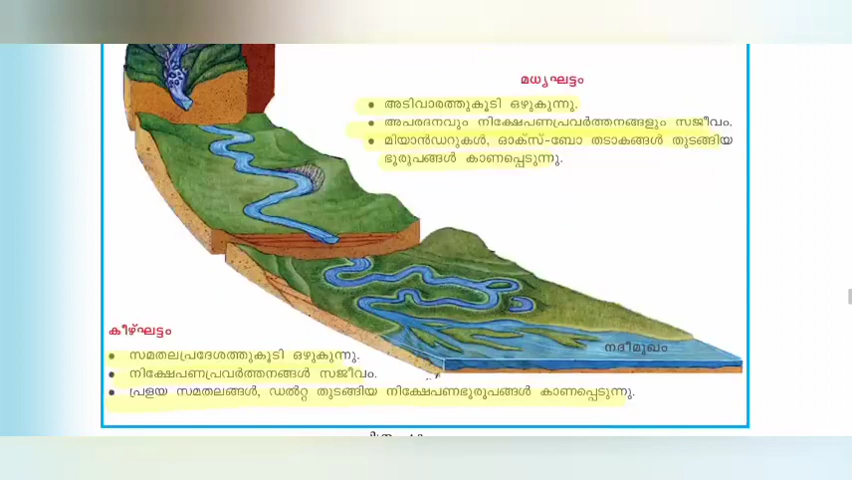 മധ്യഘട്ടം
• അടിവാരത്തുകൂടി ഒഴുകുന്നു.
• അപരദനവും നിക്ഷേപണപ്രവർത്തനങ്ങളും സജീവം.
• മിയാൻഡറുകൾ, ഓക്സ്-ബോ തടാകങ്ങൾ തുടങ്ങിയ
ഭൂരൂപങ്ങൾ കാണപ്പെടുന്നു.
നദീമുഖം
കീഴ്ഘട്ടം
• സമതലപ്രദേശത്തുകൂടി ഒഴുകുന്നു.
• നിക്ഷേപണപ്രവർത്തനങ്ങൾ സജീവം.
• പ്രളയ സമതലങ്ങൾ, ഡൽറ്റ തുടങ്ങിയ നിക്ഷേപണഭൂരൂപങ്ങൾ കാണപ്പെടുന്നു.